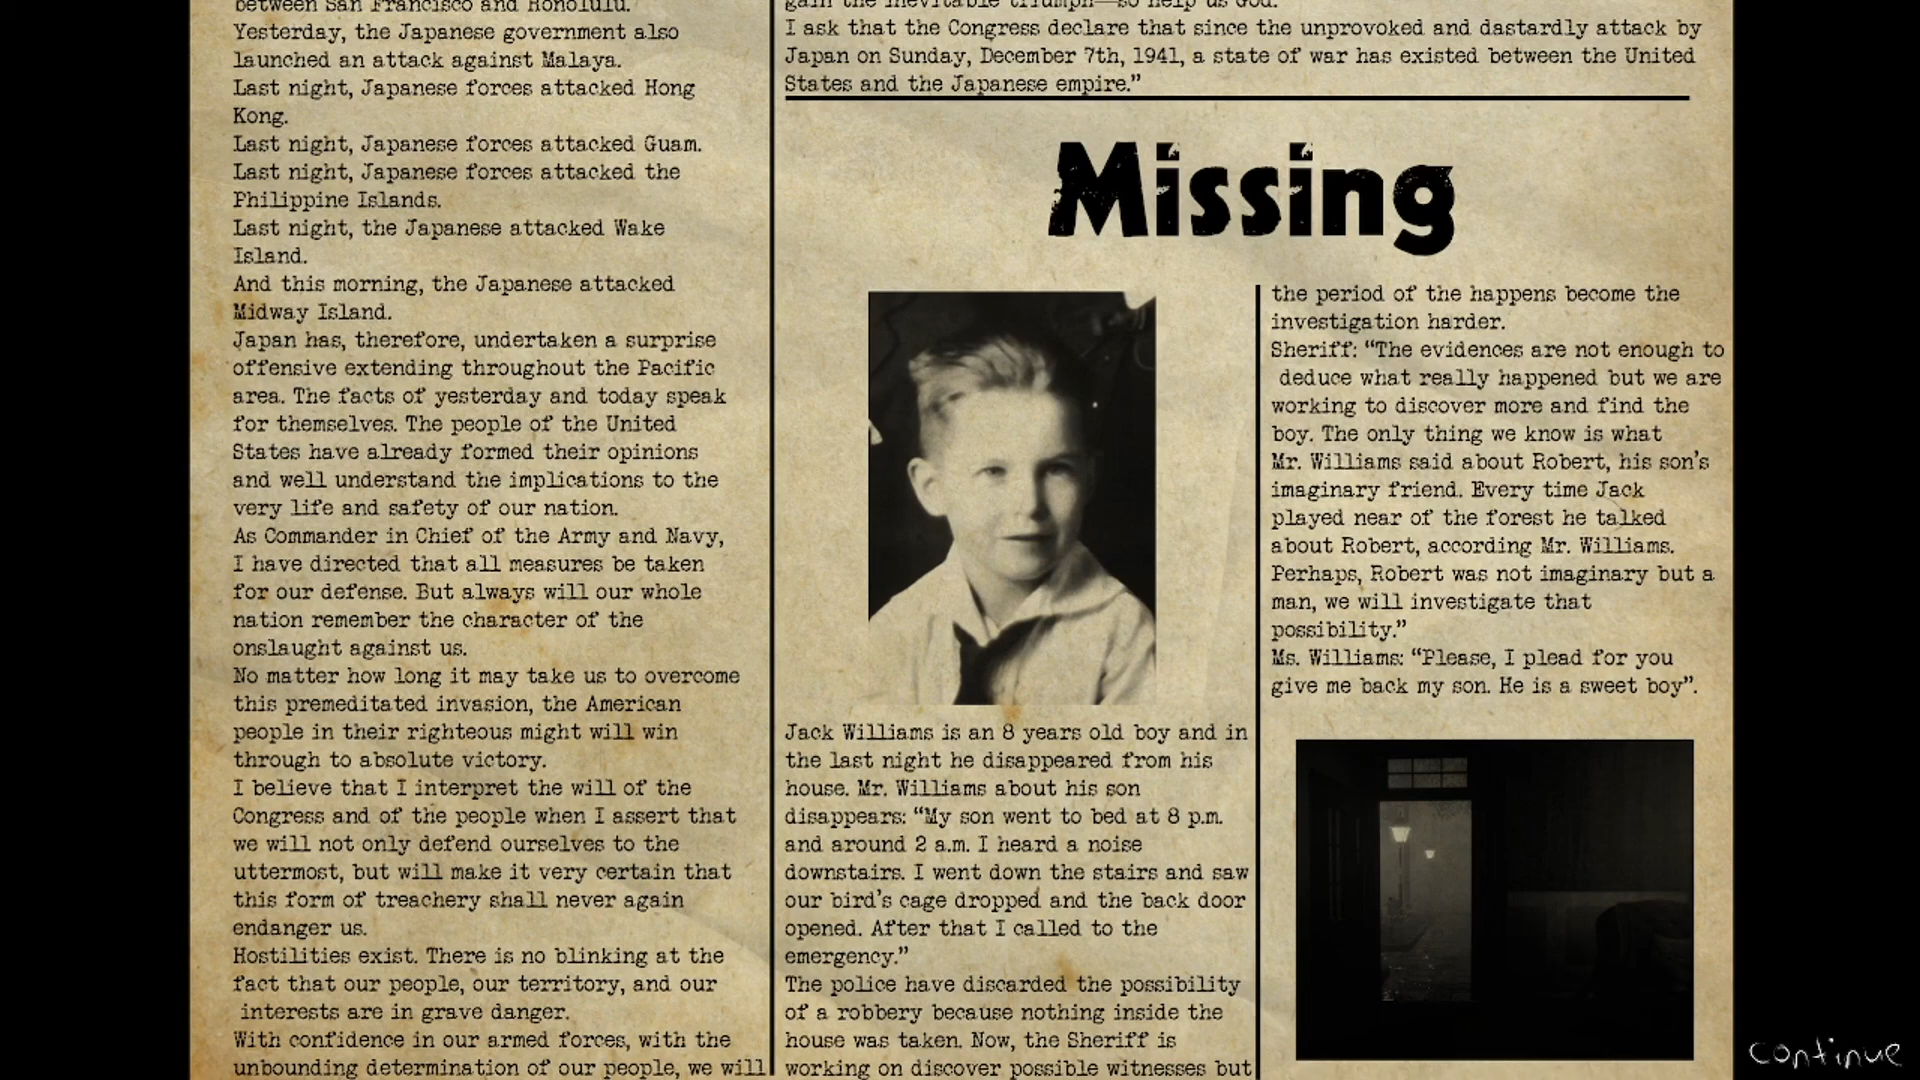 between San Francisco and Honolulu.
Yesterday, the Japanese government also
launched an attack against Malaya.
Last night, Japanese forces attacked Hong
Kong.
Last night, Japanese forces attacked Guam.
Last night, Japanese forces attacked the
Philippine Islands.
Last night, the Japanese attacked Wake
Island.
And this morning, the Japanese attacked
Midway Island.
Japan has, therefore, undertaken a surprise
offensive extending throughout the Pacific
area. The facts of yesterday and today speak
for themselves. The people of the United
States have already formed their opinions
and well understand the implications to the
very life and safety of our nation.
As Commander in Chief of the Army and Navy,
I have directed that all measures be taken
for our defense. But always will our whole
nation remember the character of the
onslaught against us.
No matter how long it may take us to overcome
this premeditated invasion, the American
people in their righteous might will win
through to absolute victory.
I believe that I interpret the will of the
Congress and of the people when I assert that
we will not only defend ourselves to the
uttermost, but will make it very certain that
this form of treachery shall never again
endanger us.
Hostilities exist. There is no blinking at the
fact that our people, our territory, and our
interests are in grave danger.
With confidence in our armed forces, with the
unbounding determination of our people, we will
gain the inevitable triumph—so help us God.
I ask that the Congress declare that since the unprovoked and dastardly attack by
Japan on Sunday, December 7th, 1941, a state of war has existed between the United
States and the Japanese empire.”
Missing
Jack Williams is an 8 years old boy and in
the last night he disappeared from his
house. Mr. Williams about his son
disappears: “My son went to bed at 8 p.m.
and around 2 a.m. I heard a noise
downstairs. I went down the stairs and saw
our bird’s cage dropped and the back door
opened. After that I called to the
emergency.”
The police have discarded the possibility
of a robbery because nothing inside the
house was taken. Now, the Sheriff is
working on discover possible witnesses but
the period of the happens become the
investigation harder.
Sheriff: “The evidences are not enough to
deduce what really happened but we are
working to discover more and find the
boy. The only thing we know is what
Mr. Williams said about Robert, his son’s
imaginary friend. Every time Jack
played near of the forest he talked
about Robert, according Mr. Williams.
Perhaps, Robert was not imaginary but a
man, we will investigate that
possibility.”
Ms. Williams: “Please, I plead for you
give me back my son. He is a sweet boy”.
continue